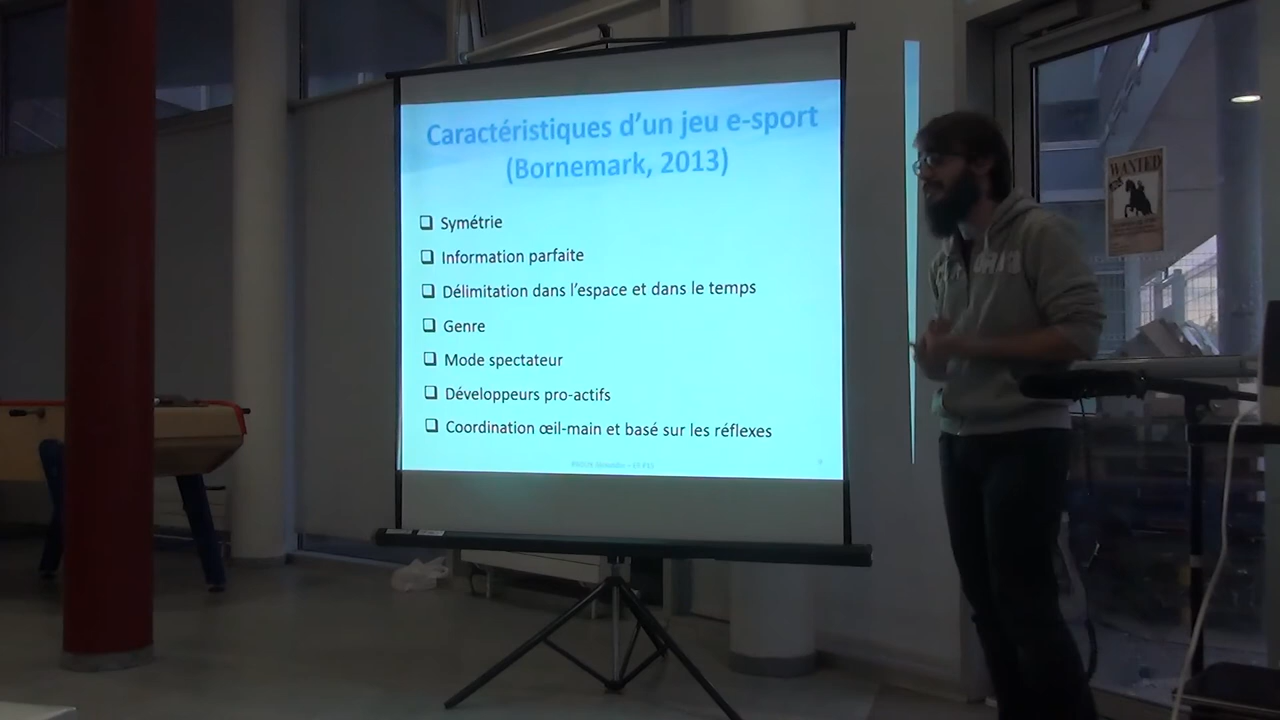 Caractéristiques d'un jeu e-sport
(Bornemark, 2013)
Symétrie
Information parfaite
Délimitation dans l'espace et dans le temps
Genre
Mode spectateur
Développeurs pro-actifs
Coordination œil-main et basé sur les réflexes
WANTED